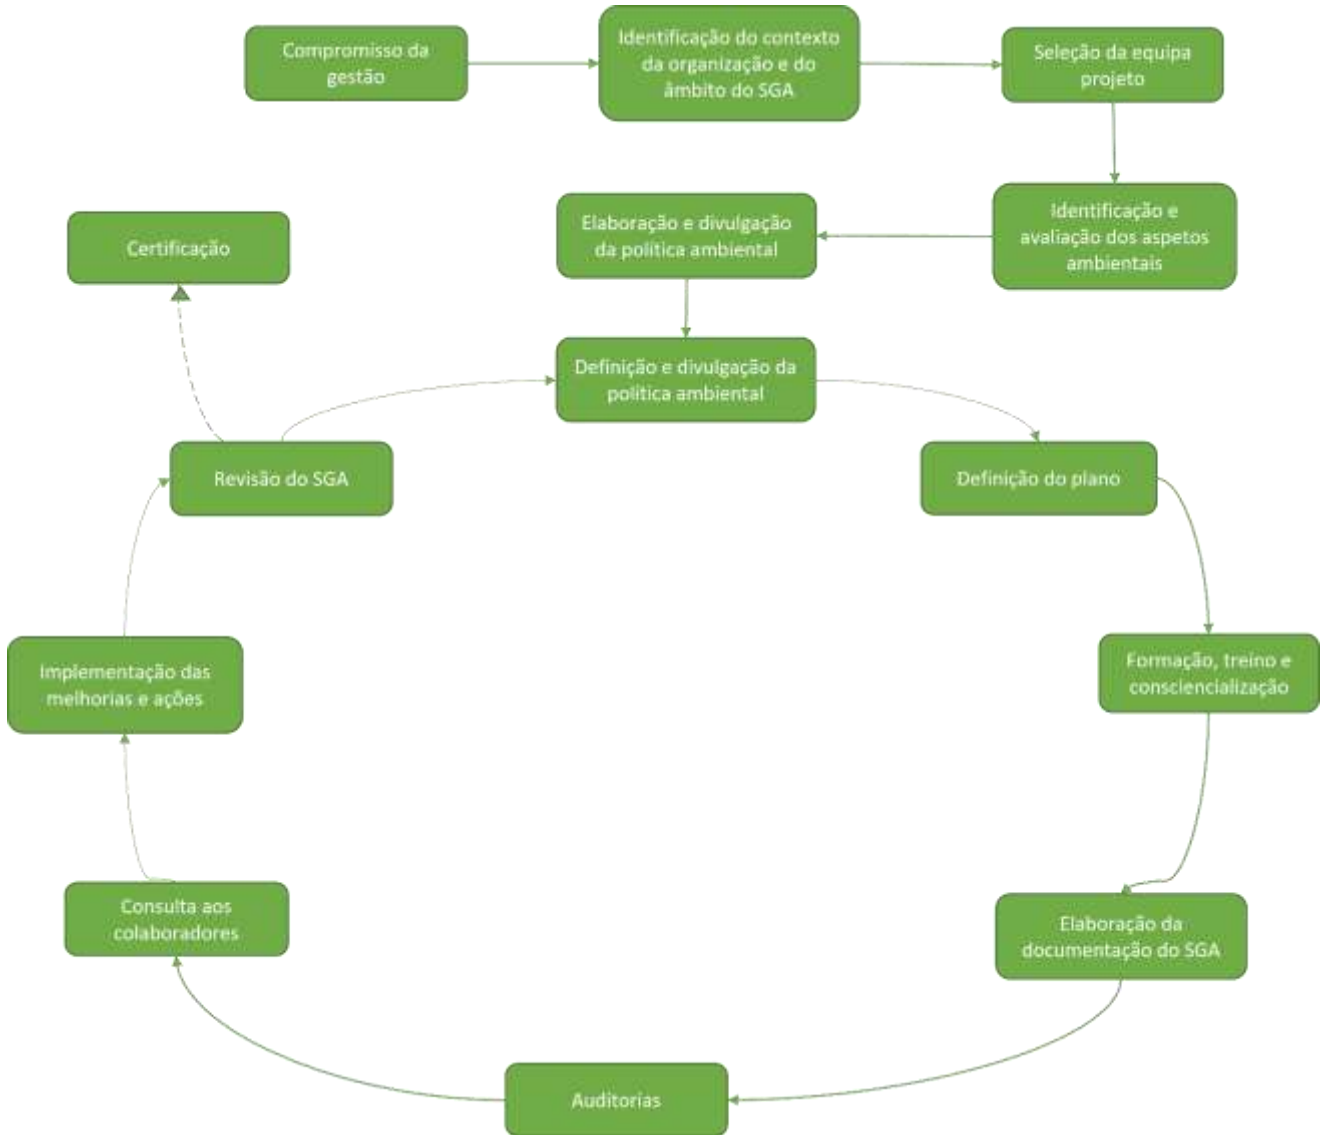 Compromisso da
gestão
Identificação do contexto
da organização e do
âmbito do SGA
Seleção da equipa
projeto
Identificação e
avaliação dos aspetos
ambientais
Elaboração e divulgação
da política ambiental
Certificação
Definição e divulgação da
política ambiental
Revisão do SGA
Definição do plano
Formação, treino e
consciencialização
Implementação das
melhorias e ações
Consulta aos
colaboradores
Elaboração da
documentação do SGA
Auditorias